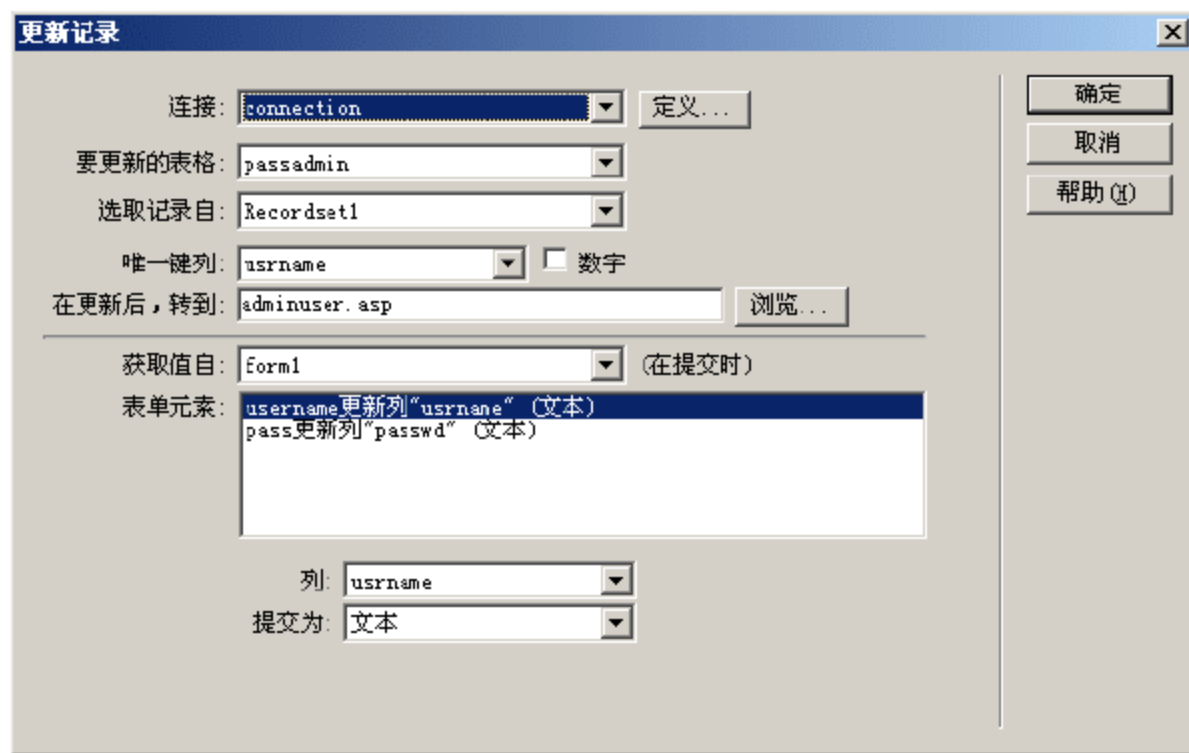 更新记录
连接: connection 定义...
确定
要更新的表格: passadmin
取消
选取记录自: Recordset1
帮助(H)
唯一键列: usrname 数字
在更新后，转到: adminuser.asp 浏览...
获取值自: form1 (在提交时)
表单元素: username更新列"usrnane" (文本)
pass更新列"passwd" (文本)
列: usrname
提交为: 文本